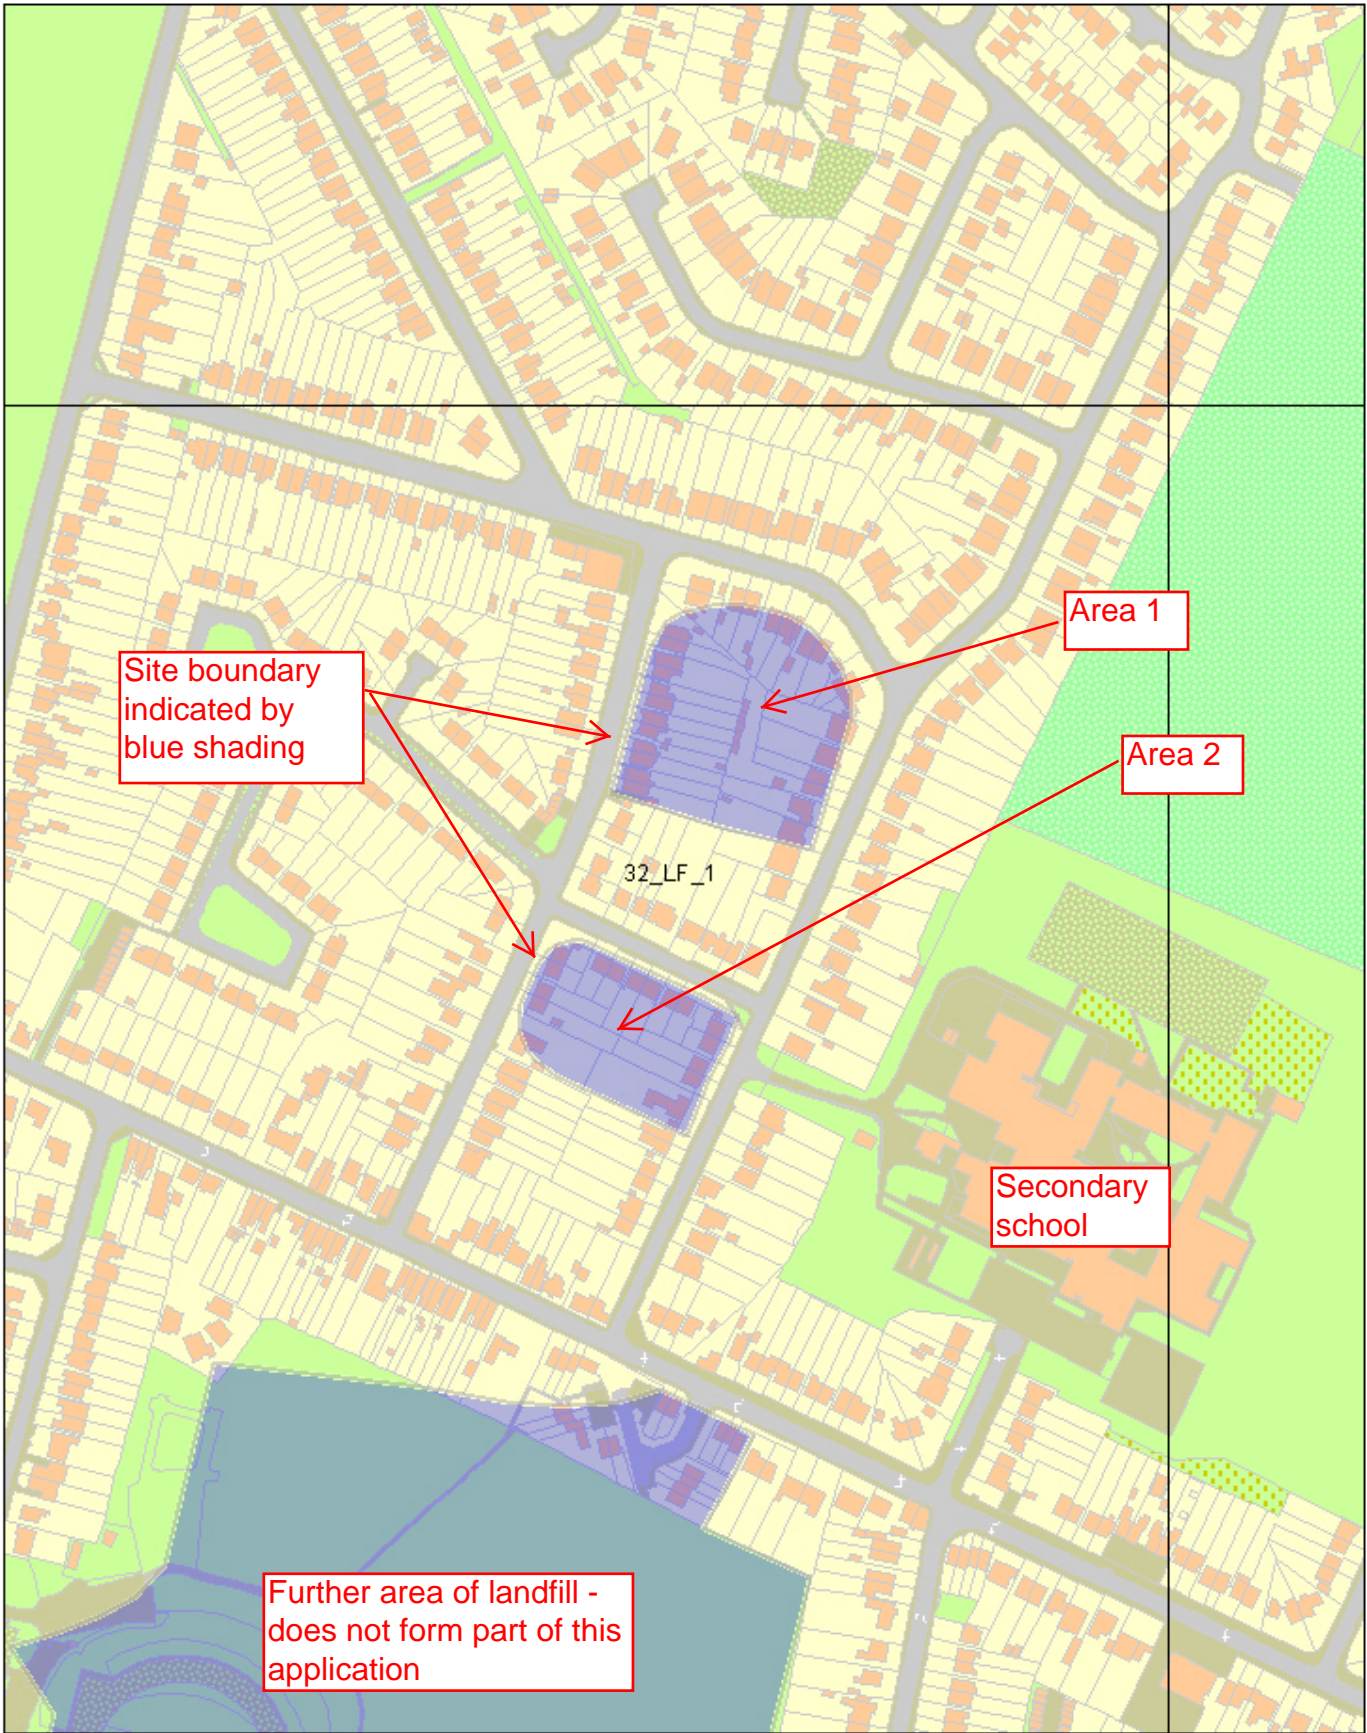 Area 1
Site boundary
indicated by
blue shading
Area 2
32_LF_1
Secondary
school
Further area of landfill -
does not form part of this
application